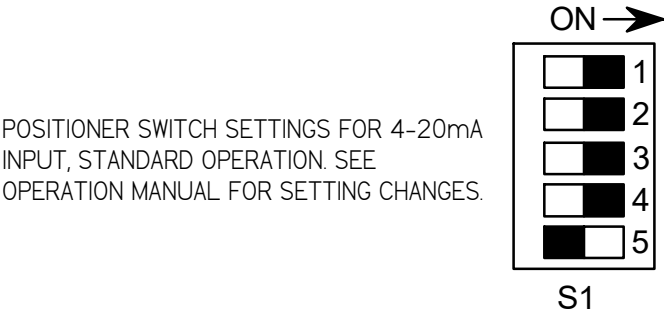 ON
1
2
POSITIONER SWITCH SETTINGS FOR 4-20mA
INPUT, STANDARD OPERATION. SEE
OPERATION MANUAL FOR SETTING CHANGES.
3
4
5
S1